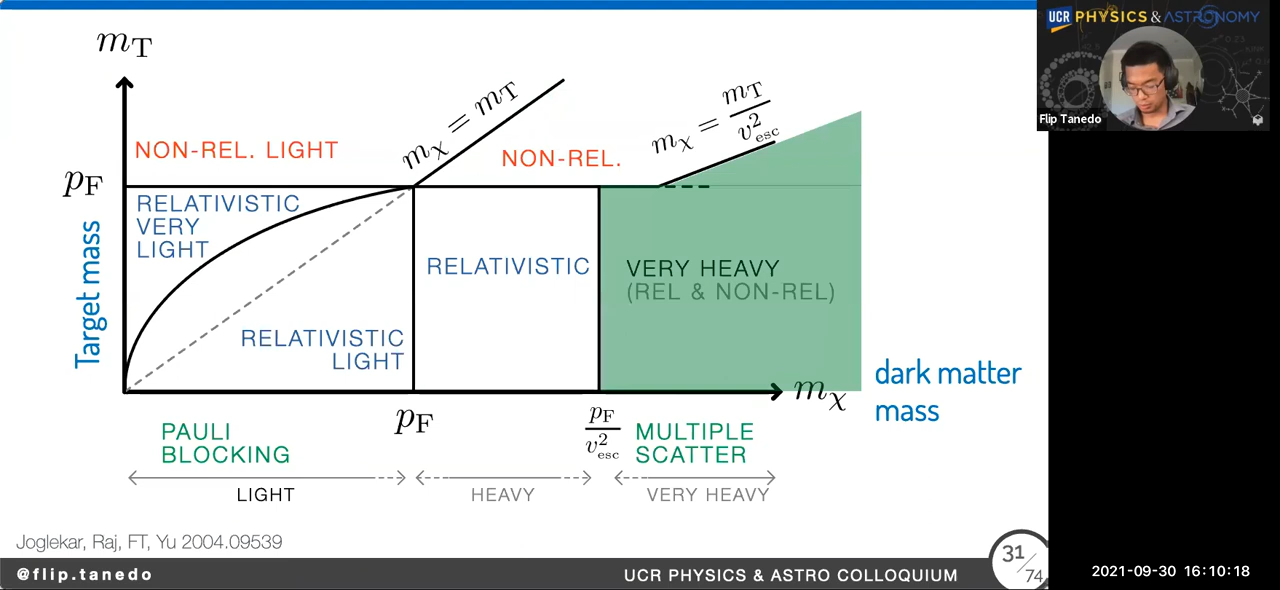 m_T
m_χ = m_T
m_χ = m_T / v²_esc
NON-REL. LIGHT
NON-REL.
p_F
RELATIVISTIC
VERY
LIGHT
Target mass
RELATIVISTIC
VERY HEAVY
(REL & NON-REL)
RELATIVISTIC
LIGHT
m_χ
dark matter
mass
p_F
p_F / v²_esc
PAULI
BLOCKING
MULTIPLE
SCATTER
LIGHT
HEAVY
VERY HEAVY
Joglekar, Raj, FT, Yu 2004.09539
@flip.tanedo
UCR PHYSICS & ASTRO COLLOQUIUM
31/74
UCR PHYSICS & ASTRONOMY
Flip Tanedo
2021-09-30 16:10:18